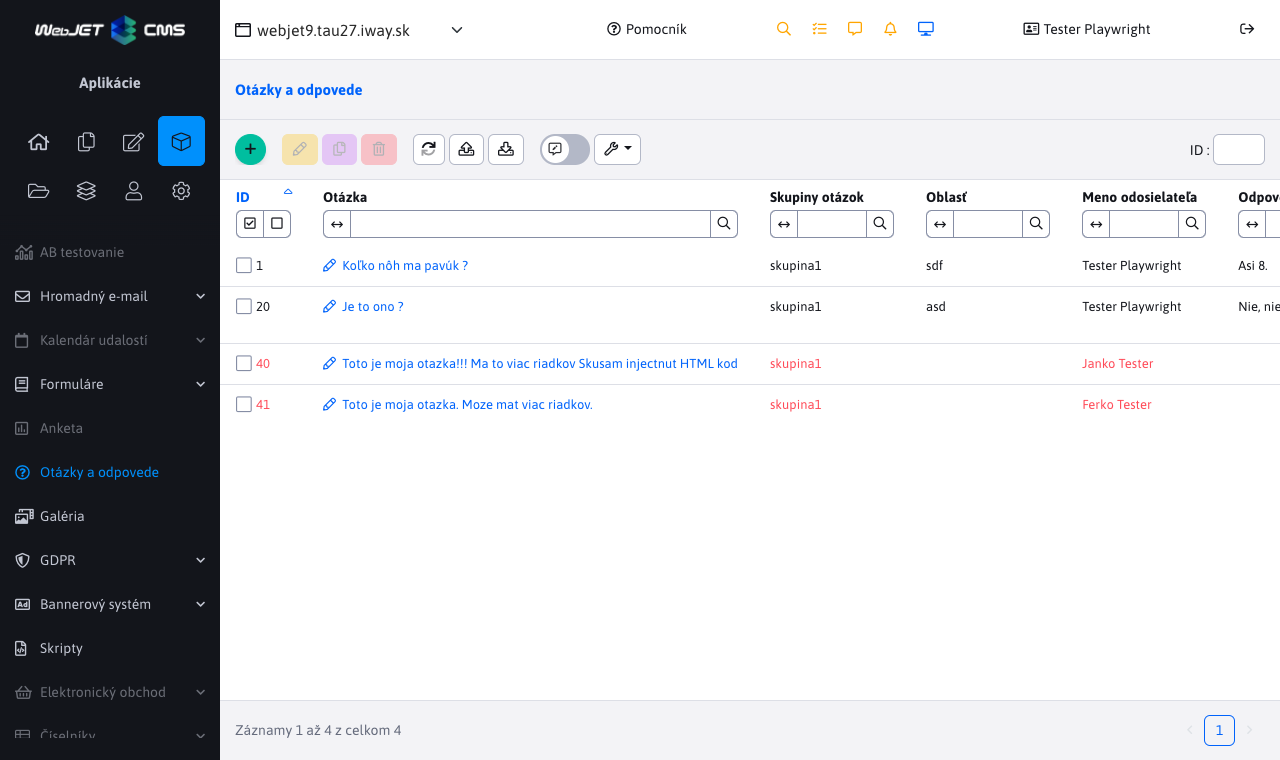 WebJET CMS
webjet9.tau27.iway.sk
Pomocník
Tester Playwright
Aplikácie
AB testovanie
Hromadný e-mail
Kalendár udalostí
Formuláre
Anketa
Otázky a odpovede
Galéria
GDPR
Bannerový systém
Skripty
Elektronický obchod
Číselníky
Otázky a odpovede
ID :
ID Otázka Skupiny otázok Oblasť Meno odosielateľa Odpov
1 Koľko nôh ma pavúk ? skupina1 sdf Tester Playwright Asi 8.
20 Je to ono ? skupina1 asd Tester Playwright Nie, nie
40 Toto je moja otazka!!! Ma to viac riadkov Skusam injectnut HTML kod skupina1 Janko Tester
41 Toto je moja otazka. Moze mat viac riadkov. skupina1 Ferko Tester
Záznamy 1 až 4 z celkom 4
1